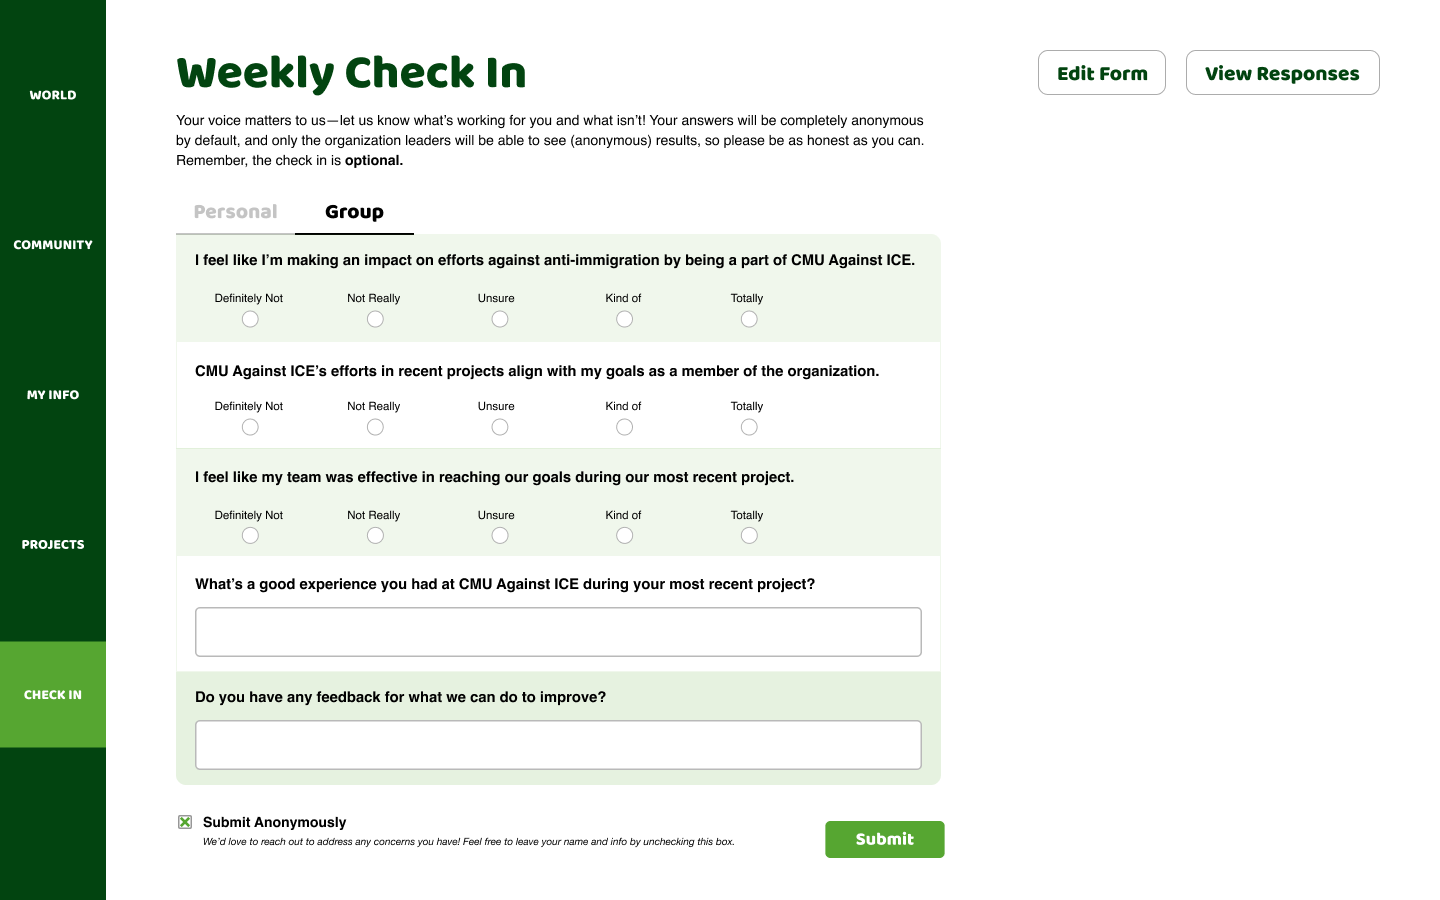 WORLD
COMMUNITY
MY INFO
PROJECTS
CHECK IN
Weekly Check In
Edit Form
View Responses
Your voice matters to us—let us know what’s working for you and what isn’t! Your answers will be completely anonymous
by default, and only the organization leaders will be able to see (anonymous) results, so please be as honest as you can.
Remember, the check in is optional.
Personal
Group
I feel like I’m making an impact on efforts against anti-immigration by being a part of CMU Against ICE.
Definitely Not Not Really Unsure Kind of Totally
CMU Against ICE’s efforts in recent projects align with my goals as a member of the organization.
Definitely Not Not Really Unsure Kind of Totally
I feel like my team was effective in reaching our goals during our most recent project.
Definitely Not Not Really Unsure Kind of Totally
What’s a good experience you had at CMU Against ICE during your most recent project?
Do you have any feedback for what we can do to improve?
Submit Anonymously
We’d love to reach out to address any concerns you have! Feel free to leave your name and info by unchecking this box.
Submit